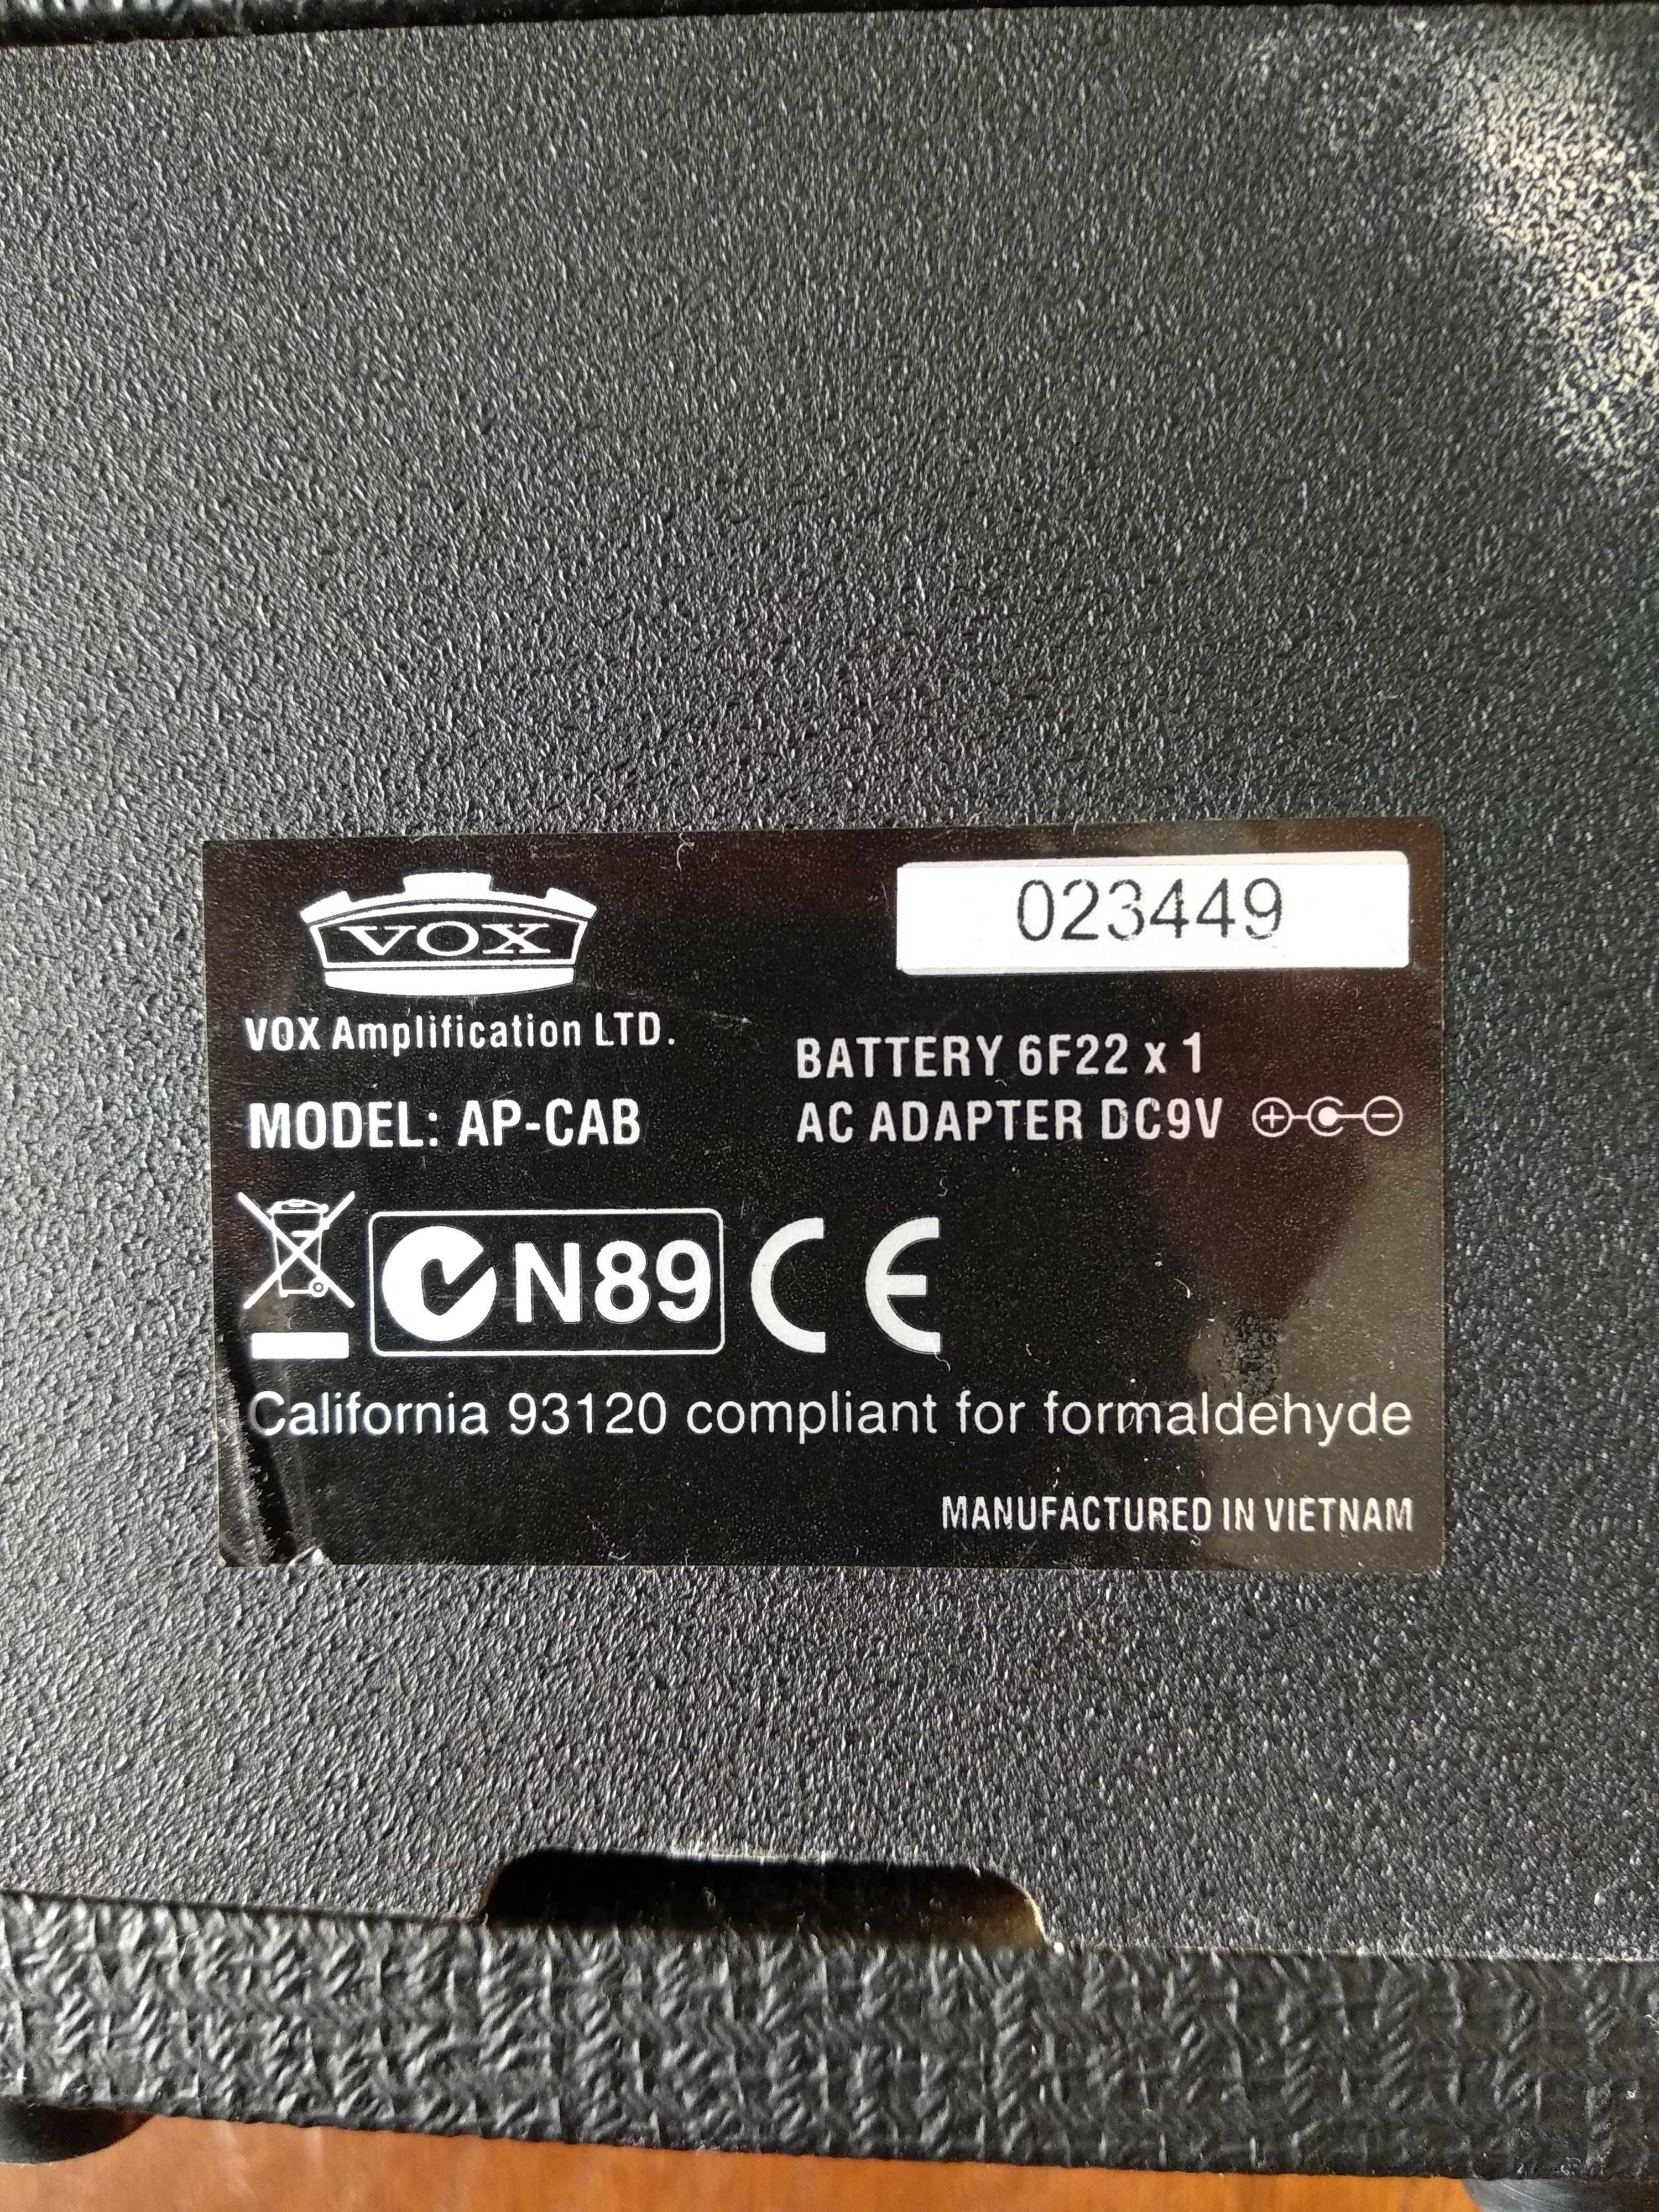 VOX
023449
VOX Amplification LTD.
BATTERY 6F22 x 1
MODEL: AP-CAB
AC ADAPTER DC9V
N89
CE
California 93120 compliant for formaldehyde
MANUFACTURED IN VIETNAM